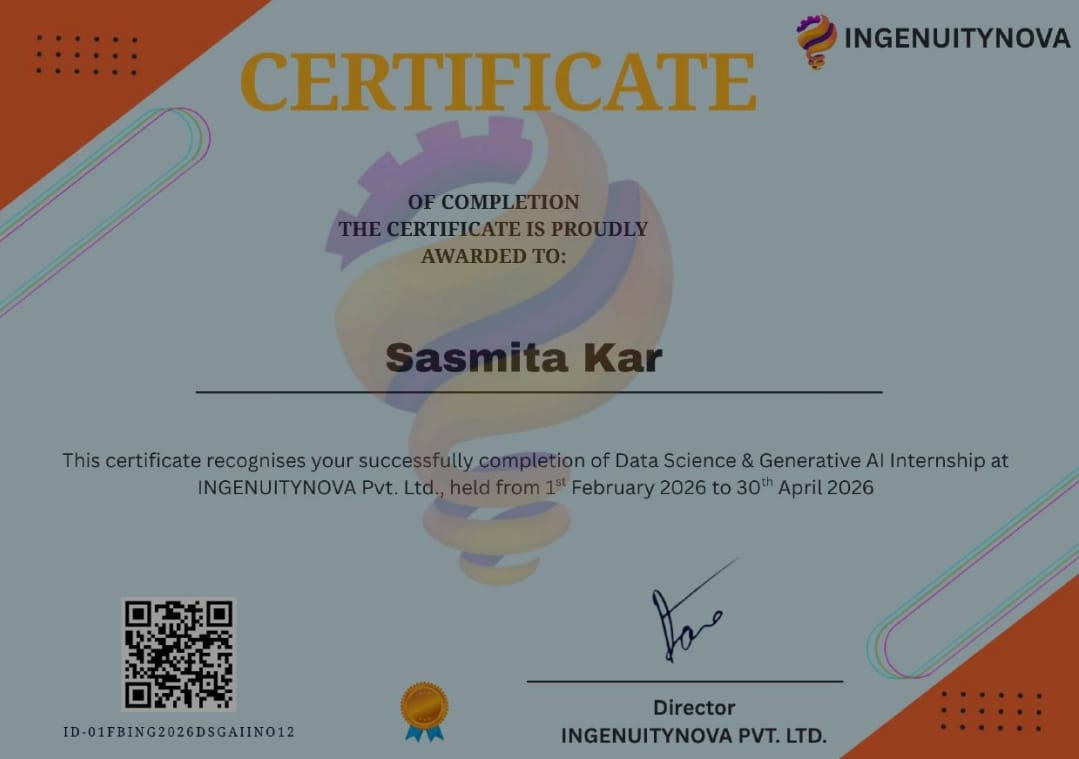 INGENUITYNOVA
CERTIFICATE
OF COMPLETION
THE CERTIFICATE IS PROUDLY
AWARDED TO:
Sasmita Kar
This certificate recognises your successfully completion of Data Science & Generative AI Internship at
INGENUITYNOVA Pvt. Ltd., held from 1st February 2026 to 30th April 2026
Director
INGENUITYNOVA PVT. LTD.
ID-01FBING2026DSGAIINO12